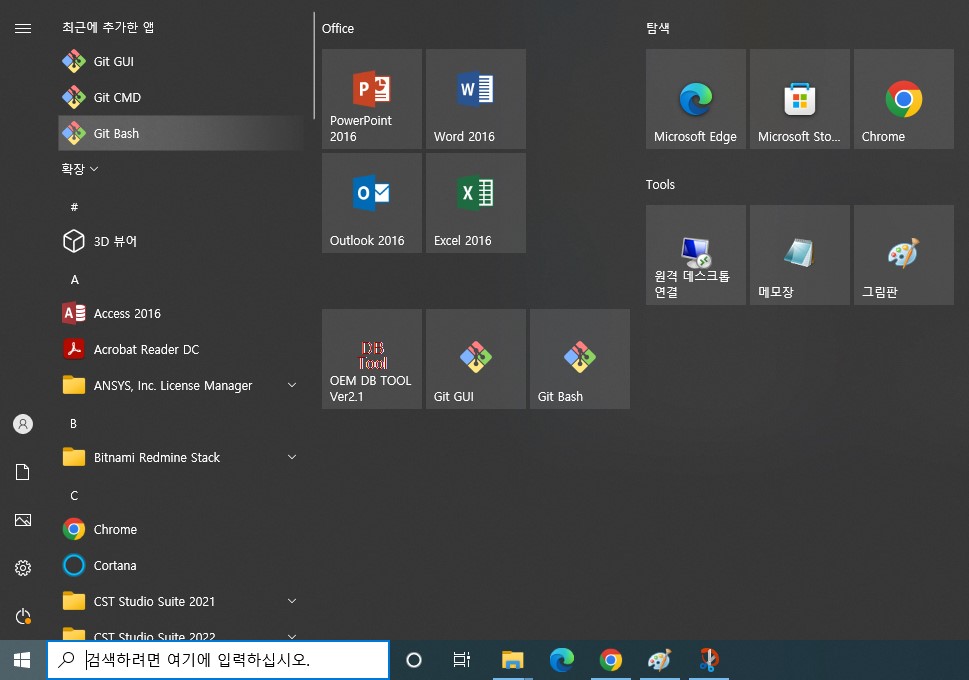 최근에 추가한 앱
Git GUI
Git CMD
Git Bash
확장
#
3D 뷰어
A
Access 2016
Acrobat Reader DC
ANSYS, Inc. License Manager
B
Bitnami Redmine Stack
C
Chrome
Cortana
CST Studio Suite 2021
CST Studio Suite 2022
Office
PowerPoint
2016
Word 2016
Outlook 2016
Excel 2016
DB
Tool
OEM DB TOOL
Ver2.1
Git GUI
Git Bash
탐색
Microsoft Edge
Microsoft Sto...
Chrome
Tools
원격 데스크톱
연결
메모장
그림판
검색하려면 여기에 입력하십시오.